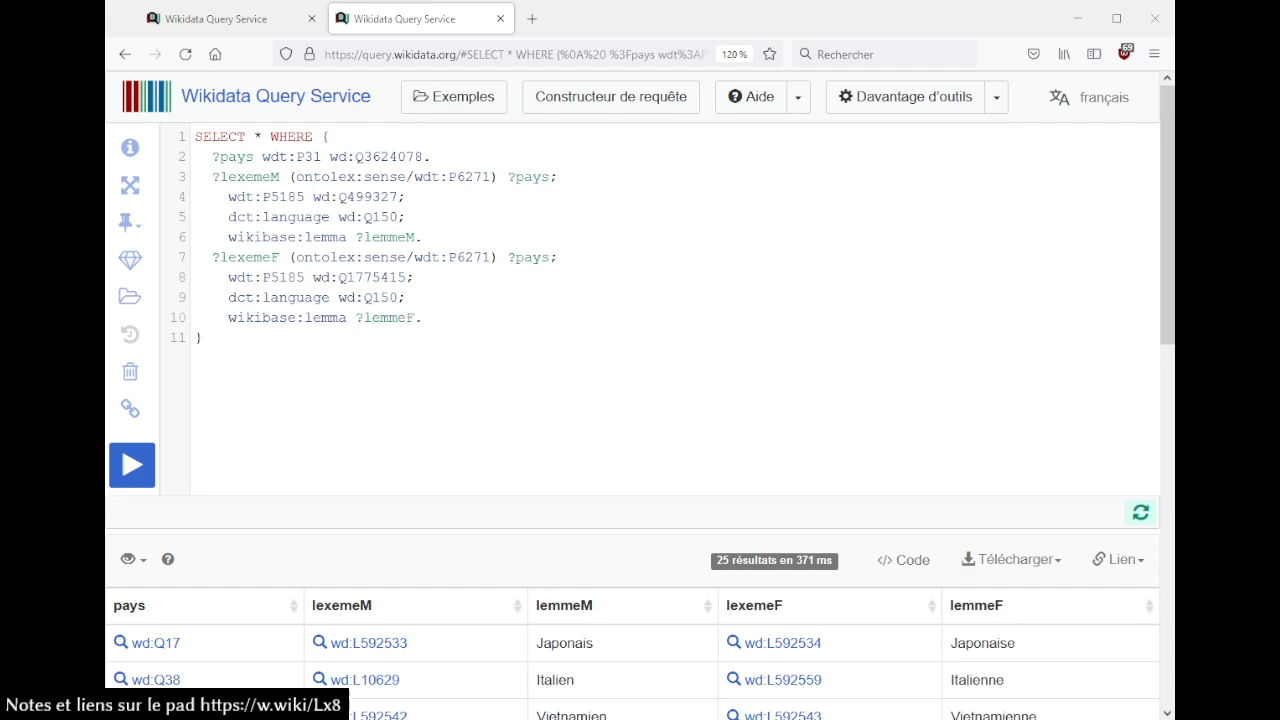 Wikidata Query Service
Wikidata Query Service
https://query.wikidata.org/#SELECT * WHERE {%0A%20 %3Fpays wdt%3AP
120 %
Rechercher
69
Wikidata Query Service
Exemples
Constructeur de requête
Aide
Davantage d’outils
français
1 SELECT * WHERE {
2 ?pays wdt:P31 wd:Q3624078.
3 ?lexemeM (ontolex:sense/wdt:P6271) ?pays;
4 wdt:P5185 wd:Q499327;
5 dct:language wd:Q150;
6 wikibase:lemma ?lemmeM.
7 ?lexemeF (ontolex:sense/wdt:P6271) ?pays;
8 wdt:P5185 wd:Q1775415;
9 dct:language wd:Q150;
10 wikibase:lemma ?lemmeF.
11 }
25 résultats en 371 ms
</> Code
Télécharger
Lien
pays lexemeM lemmeM lexemeF lemmeF
wd:Q17 wd:L592533 Japonais wd:L592534 Japonaise
wd:Q38 wd:L10629 Italien wd:L592559 Italienne
L592542 Vietnamien wd:L592543 Vietnamienne
Notes et liens sur le pad https://w.wiki/Lx8